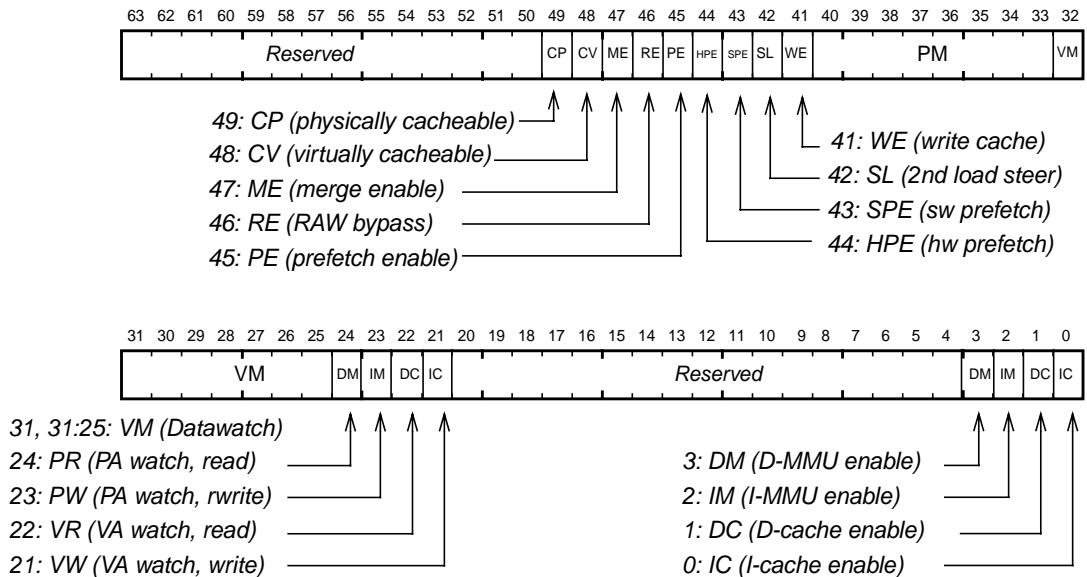 63 62 61 60 59 58 57 56 55 54 53 52 51 50 49 48 47 46 45 44 43 42 41 40 39 38 37 36 35 34 33 32
Reserved CP CV ME RE PE HPE SPE SL WE PM VM
49: CP (physically cacheable)
48: CV (virtually cacheable)
47: ME (merge enable)
46: RE (RAW bypass)
45: PE (prefetch enable)
41: WE (write cache)
42: SL (2nd load steer)
43: SPE (sw prefetch)
44: HPE (hw prefetch)
31 30 29 28 27 26 25 24 23 22 21 20 19 18 17 16 15 14 13 12 11 10 9 8 7 6 5 4 3 2 1 0
VM DM IM DC IC Reserved DM IM DC IC
31, 31:25: VM (Datawatch)
24: PR (PA watch, read)
23: PW (PA watch, rwrite)
22: VR (VA watch, read)
21: VW (VA watch, write)
3: DM (D-MMU enable)
2: IM (I-MMU enable)
1: DC (D-cache enable)
0: IC (I-cache enable)